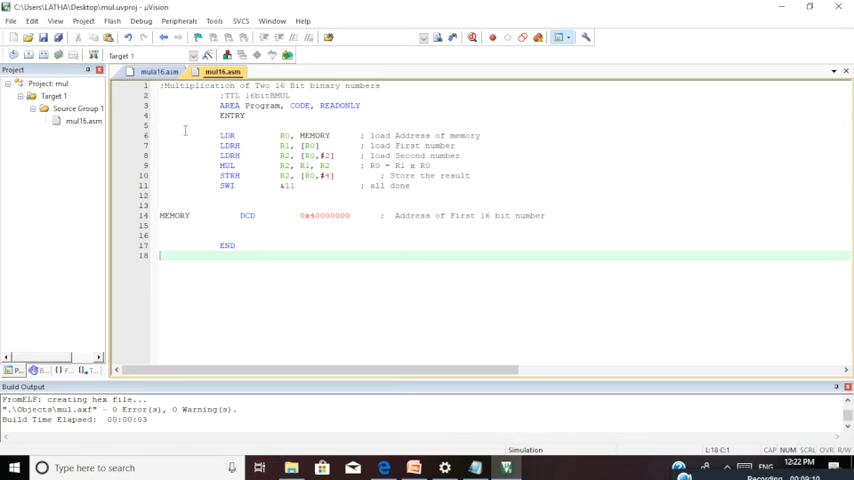 C:\Users\LATHA\Desktop\mul.uvproj - µVision
File Edit View Project Flash Debug Peripherals Tools SVCS Window Help
Target 1
Project
Project: mul
Target 1
Source Group 1
mul16.asm
mula16.asm mul16.asm
1 ;Multiplication of Two 16 Bit binary numbers
2 ;TTL 16bitBMUL
3 AREA Program, CODE, READONLY
4 ENTRY
5
6 LDR R0, MEMORY ; load Address of memory
7 LDRH R1, [R0] ; load First number
8 LDRH R2, [R0,#2] ; load Second number
9 MUL R2, R1, R2 ; R0 = R1 x R0
10 STRH R2, [R0,#4] ; Store the result
11 SWI &11 ; all done
12
13
14 MEMORY DCD 0x40000000 ; Address of First 16 bit number
15
16
17 END
18
P... B... {} F... T...
Build Output
FromELF: creating hex file...
".\Objects\mul.axf" - 0 Error(s), 0 Warning(s).
Build Time Elapsed: 00:00:03
Simulation L:18 C:1 CAP NUM SCRL OVR R/W
Type here to search
ENG
12:22 PM
Recording 00:09:10